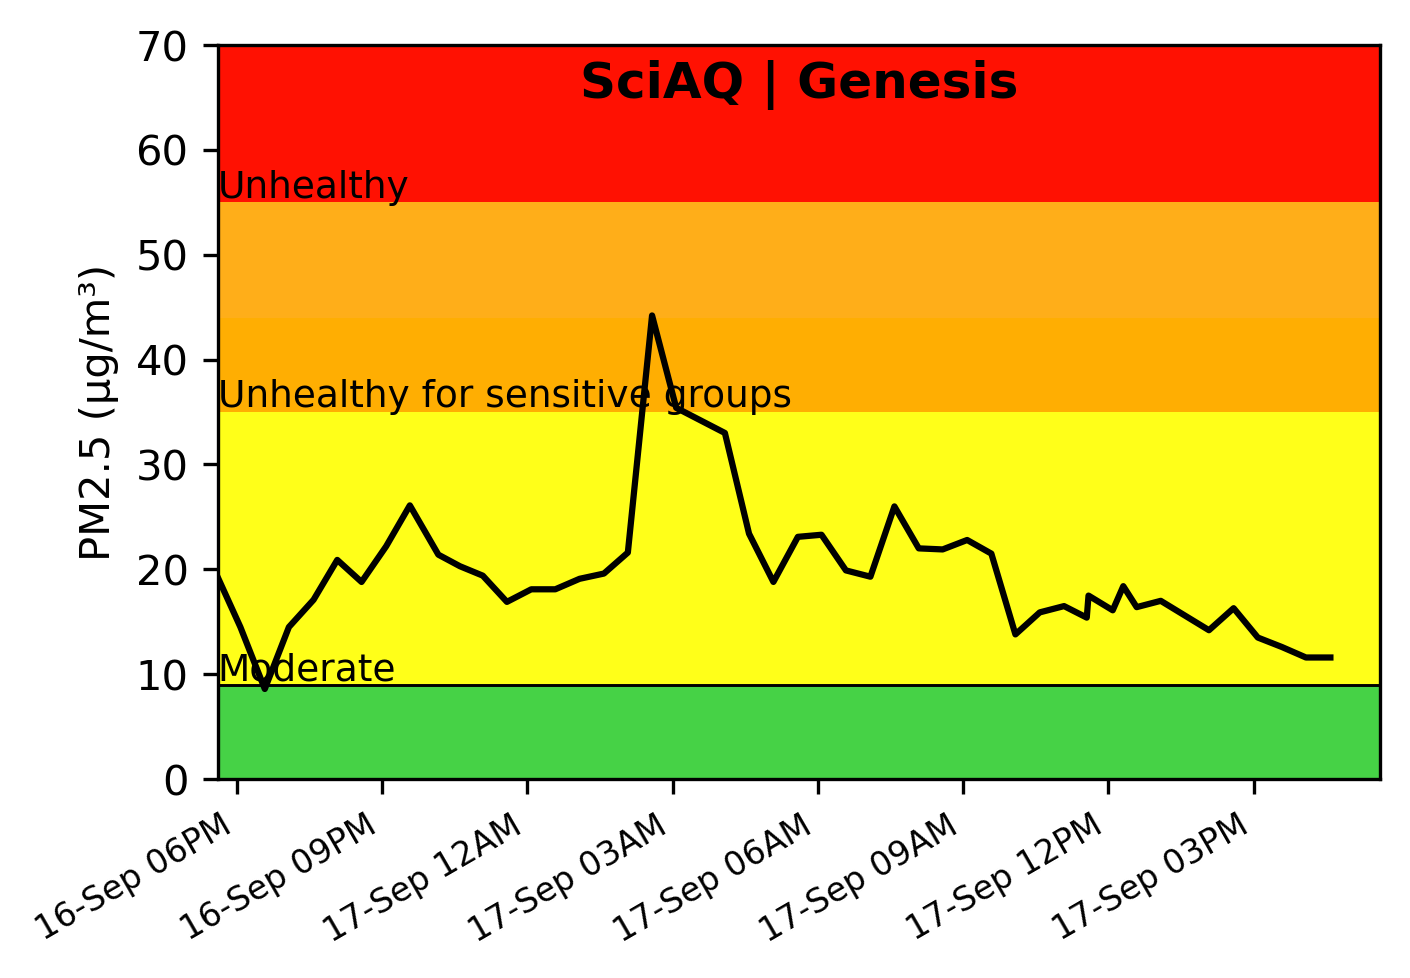 SciAQ | Genesis
PM2.5 (µg/m³)
70
60
50
40
30
20
10
0
Unhealthy
Unhealthy for sensitive groups
Moderate
16-Sep 06PM
16-Sep 09PM
17-Sep 12AM
17-Sep 03AM
17-Sep 06AM
17-Sep 09AM
17-Sep 12PM
17-Sep 03PM